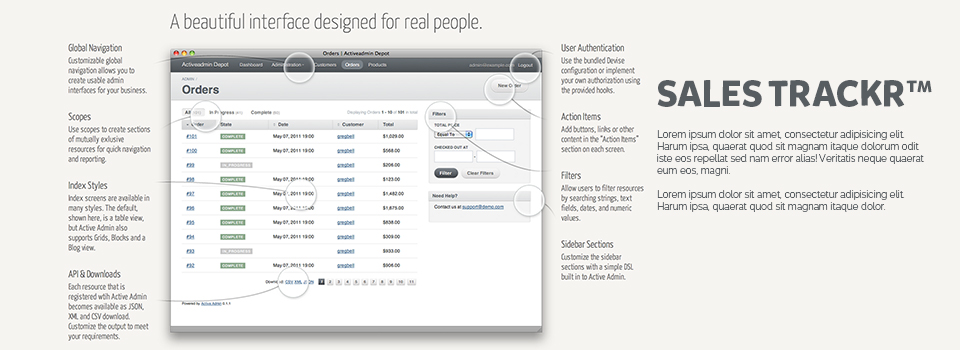 A beautiful interface designed for real people.
Global Navigation
Customizable global
navigation allows you to
create usable admin
interfaces for your business.
Scopes
Use scopes to create sections
of mutually exlusive
resources for quick navigation
and reporting.
Index Styles
Index screens are available in
many styles. The default,
shown here, is a table view,
but Active Admin also
supports Grids, Blocks and a
Blog view.
API & Downloads
Each resource that is
registered wtih Active Admin
becomes available as JSON,
XML and CSV download.
Customize the output to meet
your requirements.
Orders | Activeadmin Depot
Activeadmin Depot Dashboard Administration Customers Orders Products
Logout
ADMIN
Orders
New Order
All In Progress Complete
Displaying Orders 1 - 10 of 101 in total
Order State Date Customer Total
#101 COMPLETE May 07, 2011 19:00 gregbell $1,029.00
#100 COMPLETE May 07, 2011 19:00 gregbell $568.00
#99 IN PROGRESS May 07, 2011 19:00 gregbell $206.00
#98 COMPLETE May 07, 2011 19:00 gregbell $123.00
#97 COMPLETE May 07, 2011 19:00 gregbell $1,482.00
#96 COMPLETE May 07, 2011 19:00 gregbell $1,675.00
#95 COMPLETE May 07, 2011 19:00 gregbell $838.00
#94 COMPLETE May 07, 2011 19:00 gregbell $309.00
#93 IN PROGRESS May 07, 2011 19:00 gregbell $933.00
#92 COMPLETE May 07, 2011 19:00 gregbell $906.00
Download: CSV XML JSON
1 2 3 4 5 6 7 8 9 10 11
Powered by Active Admin 0.1.1
Filters
TOTAL PRICE
Equal To
CHECKED OUT AT
-
Filter Clear Filters
Need Help?
Contact us at support@demo.com
User Authentication
Use the bundled Devise
configuration or implement
your own authorization using
the provided hooks.
Action Items
Add buttons, links or other
content in the "Action Items"
section on each screen.
Filters
Allow users to filter resources
by searching strings, text
fields, dates, and numeric
values.
Sidebar Sections
Customize the sidebar
sections with a simple DSL
built in to Active Admin.
SALES TRACKR™
Lorem ipsum dolor sit amet, consectetur adipisicing elit.
Harum ipsa, quaerat quod sit magnam itaque dolorum odit
iste eos repellat sed nam error alias! Veritatis neque quaerat
eum eos, magni.
Lorem ipsum dolor sit amet, consectetur adipisicing elit.
Harum ipsa, quaerat quod sit magnam itaque dolor.